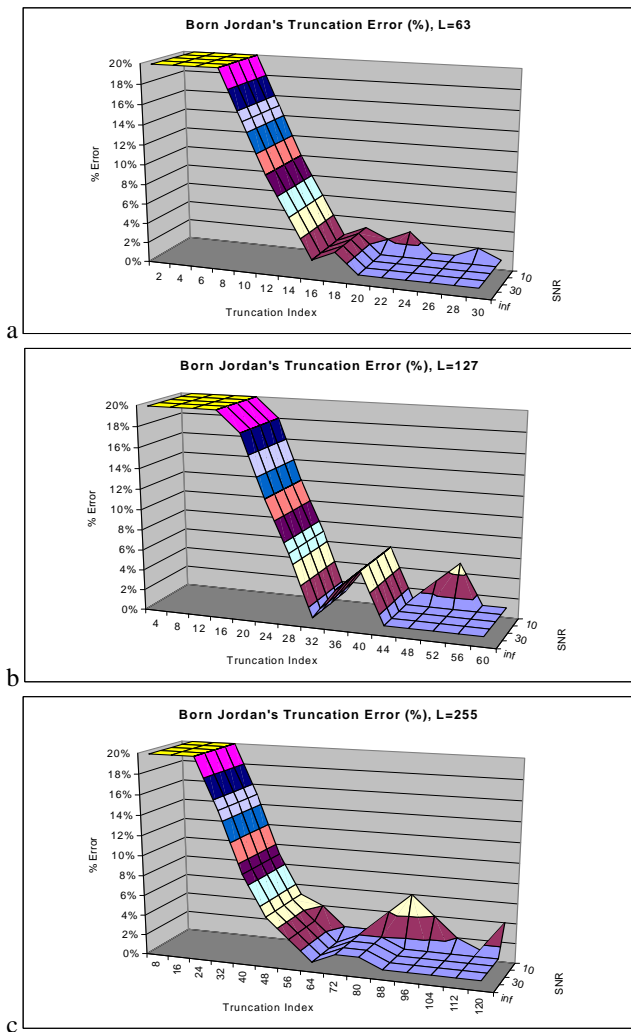 Born Jordan's Truncation Error (%), L=63
20%
18%
16%
14%
12%
10%
8%
6%
4%
2%
0%
% Error
2 4 6 8 10 12 14 16 18 20 22 24 26 28 30
Truncation Index
10
30
inf
SNR
a
Born Jordan's Truncation Error (%), L=127
20%
18%
16%
14%
12%
10%
8%
6%
4%
2%
0%
% Error
4 8 12 16 20 24 28 32 36 40 44 48 52 56 60
Truncation Index
10
30
inf
SNR
b
Born Jordan's Truncation Error (%), L=255
20%
18%
16%
14%
12%
10%
8%
6%
4%
2%
0%
% Error
8 16 24 32 40 48 56 64 72 80 88 96 104 112 120
Truncation Index
10
30
inf
SNR
c